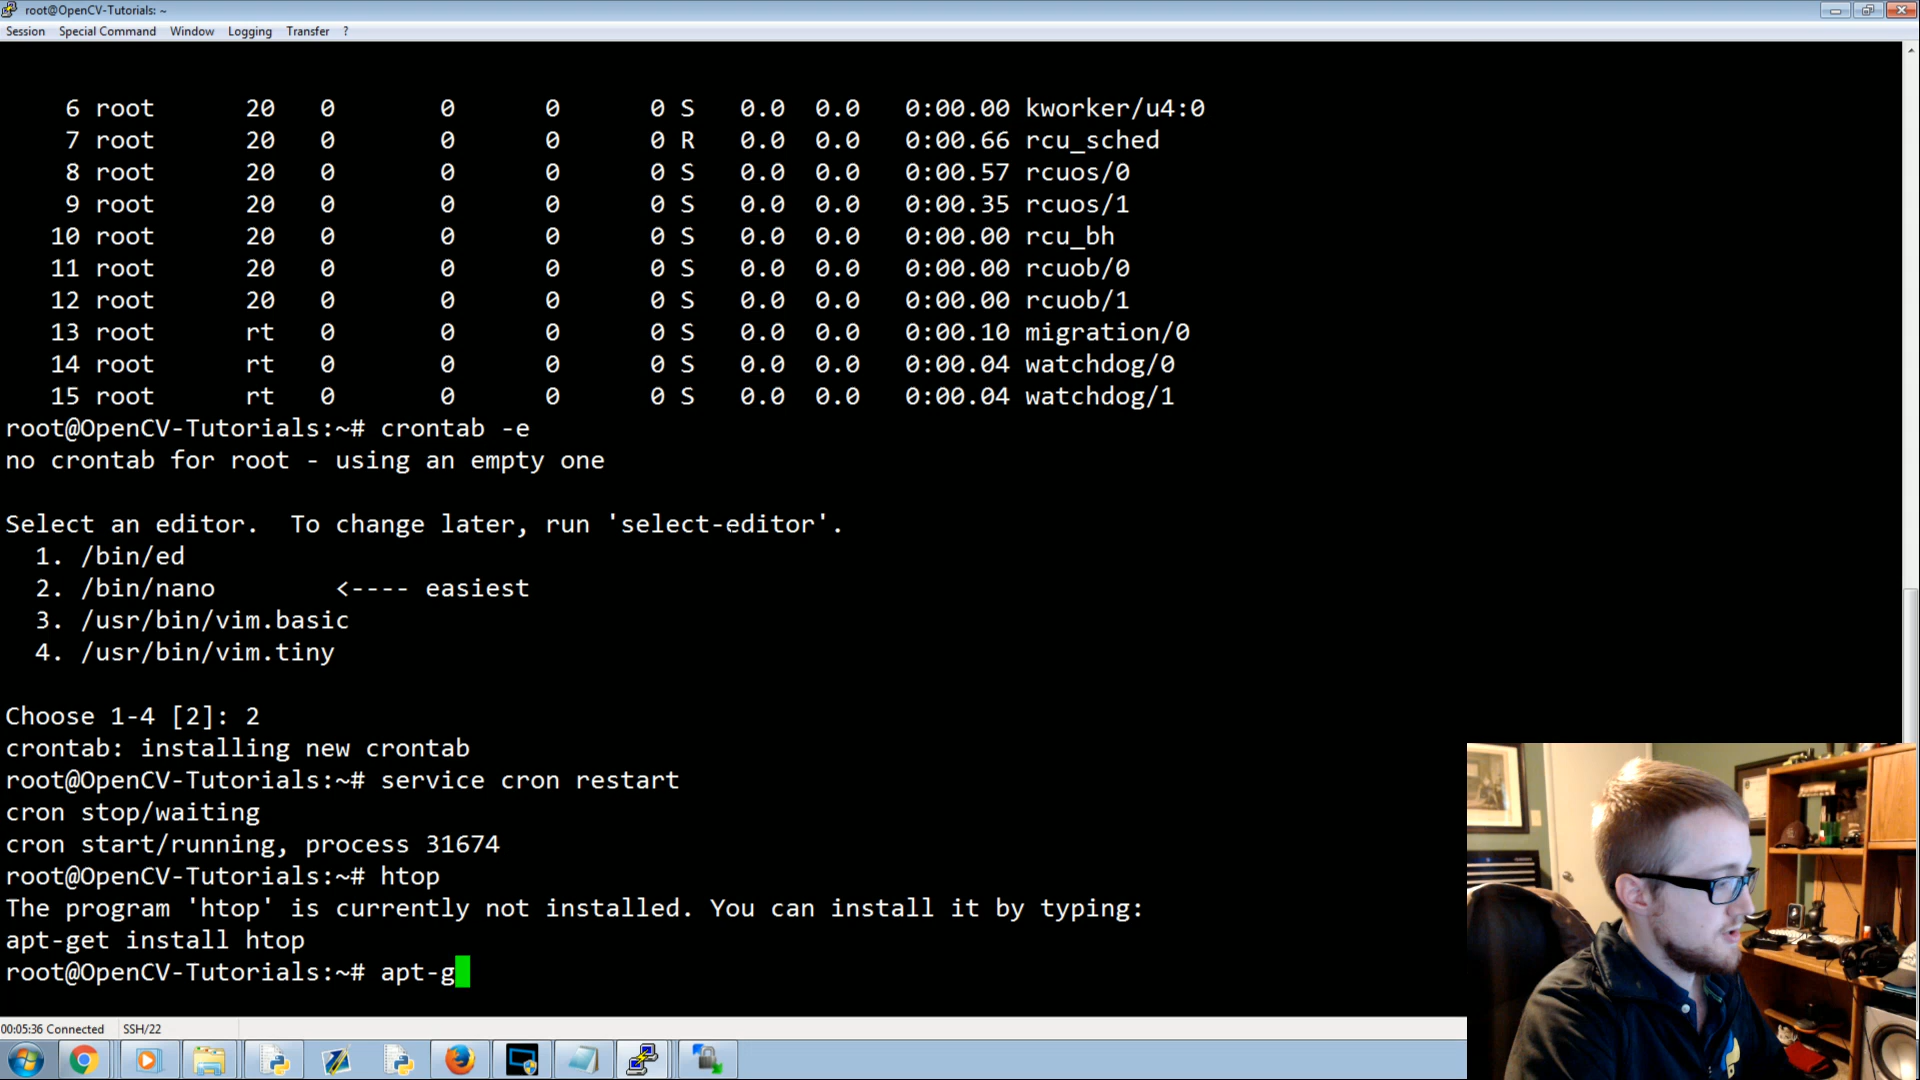 root@OpenCV-Tutorials: ~
Session Special Command Window Logging Transfer ?
6 root 20 0 0 0 0 S 0.0 0.0 0:00.00 kworker/u4:0
7 root 20 0 0 0 0 R 0.0 0.0 0:00.66 rcu_sched
8 root 20 0 0 0 0 S 0.0 0.0 0:00.57 rcuos/0
9 root 20 0 0 0 0 S 0.0 0.0 0:00.35 rcuos/1
10 root 20 0 0 0 0 S 0.0 0.0 0:00.00 rcu_bh
11 root 20 0 0 0 0 S 0.0 0.0 0:00.00 rcuob/0
12 root 20 0 0 0 0 S 0.0 0.0 0:00.00 rcuob/1
13 root rt 0 0 0 0 S 0.0 0.0 0:00.10 migration/0
14 root rt 0 0 0 0 S 0.0 0.0 0:00.04 watchdog/0
15 root rt 0 0 0 0 S 0.0 0.0 0:00.04 watchdog/1
root@OpenCV-Tutorials:~# crontab -e
no crontab for root - using an empty one
Select an editor.  To change later, run 'select-editor'.
1. /bin/ed
2. /bin/nano <---- easiest
3. /usr/bin/vim.basic
4. /usr/bin/vim.tiny
Choose 1-4 [2]: 2
crontab: installing new crontab
root@OpenCV-Tutorials:~# service cron restart
cron stop/waiting
cron start/running, process 31674
root@OpenCV-Tutorials:~# htop
The program 'htop' is currently not installed. You can install it by typing:
apt-get install htop
root@OpenCV-Tutorials:~# apt-g
00:05:36 Connected SSH/22